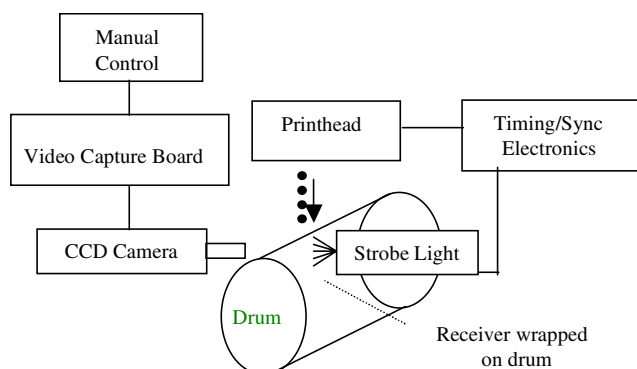 Manual
Control
Printhead
Timing/Sync
Electronics
Video Capture Board
CCD Camera
Strobe Light
Drum
Receiver wrapped
on drum